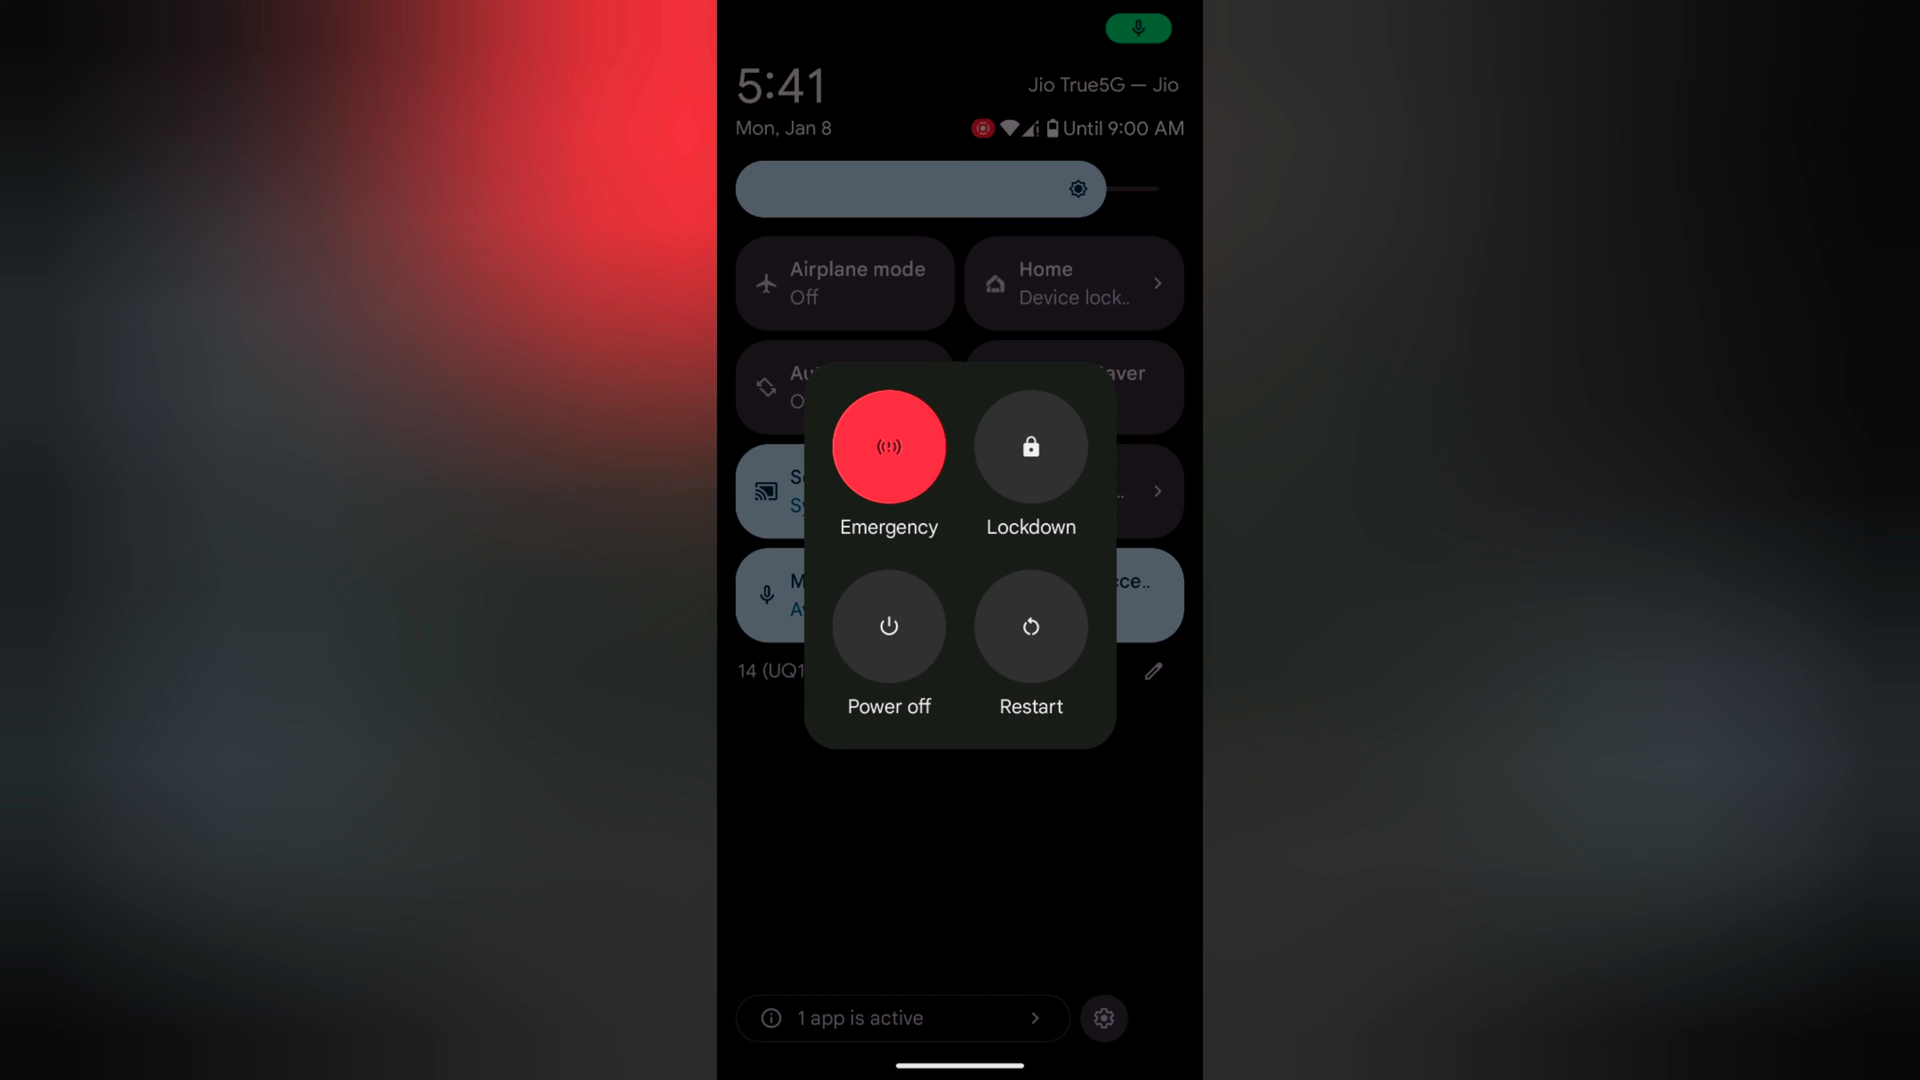 5:41
Jio True5G — Jio
Mon, Jan 8
Until 9:00 AM
Airplane mode
Off
Home
Device lock..
Emergency
Lockdown
Power off
Restart
14 (UQ1
1 app is active